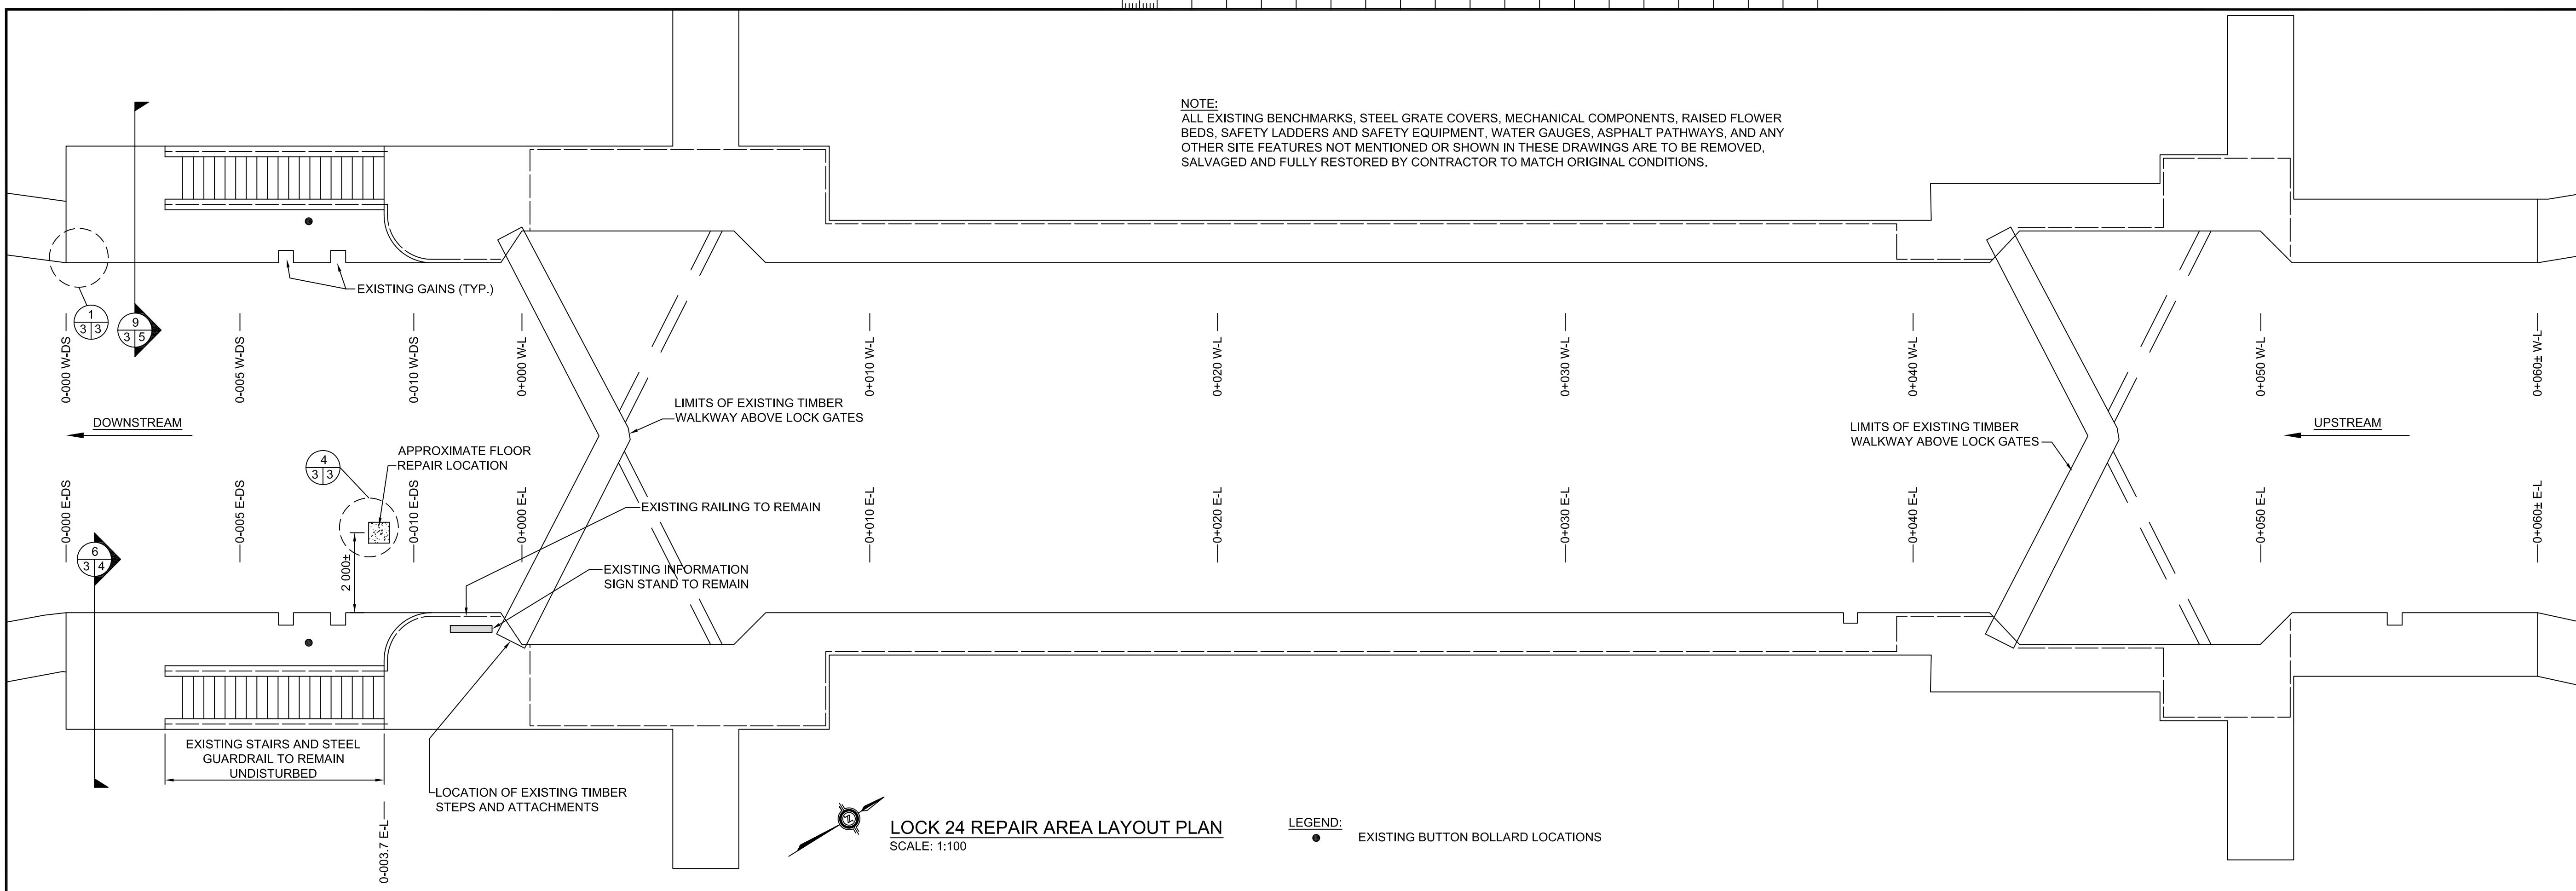 NOTE:
ALL EXISTING BENCHMARKS, STEEL GRATE COVERS, MECHANICAL COMPONENTS, RAISED FLOWER
BEDS, SAFETY LADDERS AND SAFETY EQUIPMENT, WATER GAUGES, ASPHALT PATHWAYS, AND ANY
OTHER SITE FEATURES NOT MENTIONED OR SHOWN IN THESE DRAWINGS ARE TO BE REMOVED,
SALVAGED AND FULLY RESTORED BY CONTRACTOR TO MATCH ORIGINAL CONDITIONS.
EXISTING GAINS (TYP.)
1
3 3
9
3 5
0-000 W-DS
0-005 W-DS
0-010 W-DS
0+000 W-L
0+010 W-L
0+020 W-L
0+030 W-L
0+040 W-L
0+050 W-L
0+060± W-L
DOWNSTREAM
LIMITS OF EXISTING TIMBER
WALKWAY ABOVE LOCK GATES
LIMITS OF EXISTING TIMBER
WALKWAY ABOVE LOCK GATES
UPSTREAM
APPROXIMATE FLOOR
REPAIR LOCATION
4
3 3
0-000 E-DS
0-005 E-DS
0-010 E-DS
0+000 E-L
0+010 E-L
0+020 E-L
0+030 E-L
0+040 E-L
0+050 E-L
0+060± E-L
EXISTING RAILING TO REMAIN
6
3 4
2 000±
EXISTING INFORMATION
SIGN STAND TO REMAIN
EXISTING STAIRS AND STEEL
GUARDRAIL TO REMAIN
UNDISTURBED
LOCATION OF EXISTING TIMBER
STEPS AND ATTACHMENTS
0-003.7 E-L
Z
LOCK 24 REPAIR AREA LAYOUT PLAN
SCALE: 1:100
LEGEND:
EXISTING BUTTON BOLLARD LOCATIONS